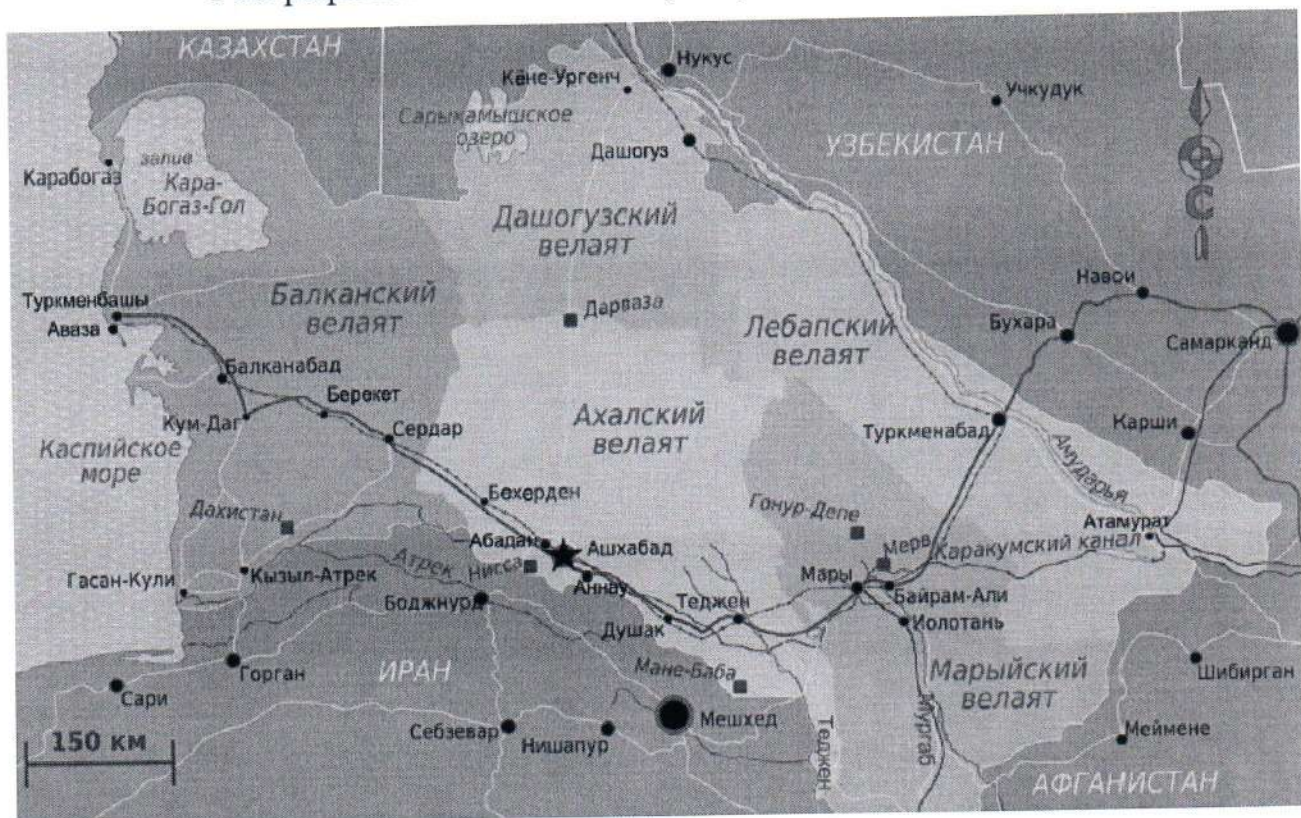 КАЗАХСТАН
Нукус
Кёне-Ургенч
Учкудук
Сарыкамышское
озеро
УЗБЕКИСТАН
Дашогуз
залив
Кара-
Богаз-Гол
Карабогаз
С
Дашогузский
велаят
Навои
Балканский
велаят
Туркменбашы
Аваза
Дарваза
Лебапский
велаят
Бухара
Самарканд
Балканабад
Берекет
Кум-Даг
Сердар
Ахалский
велаят
Туркменабад
Карши
Каспийское
море
Амударья
Бехерден
Гонур-Депе
Дахистан
Атамурат
Абадан
Ашхабад
Мерв
Каракумский канал
Атрек
Нисса
Гасан-Кули
Кызыл-Атрек
Аннау
Мары
Байрам-Али
Боджнурд
Теджен
Душак
Иолотань
Горган
ИРАН
Мане-Баба
Марыйский
велаят
Шибирган
Сари
Мешхед
Себзевар
Нишапур
Мургаб
Меймене
150 км
Теджен
АФГАНИСТАН